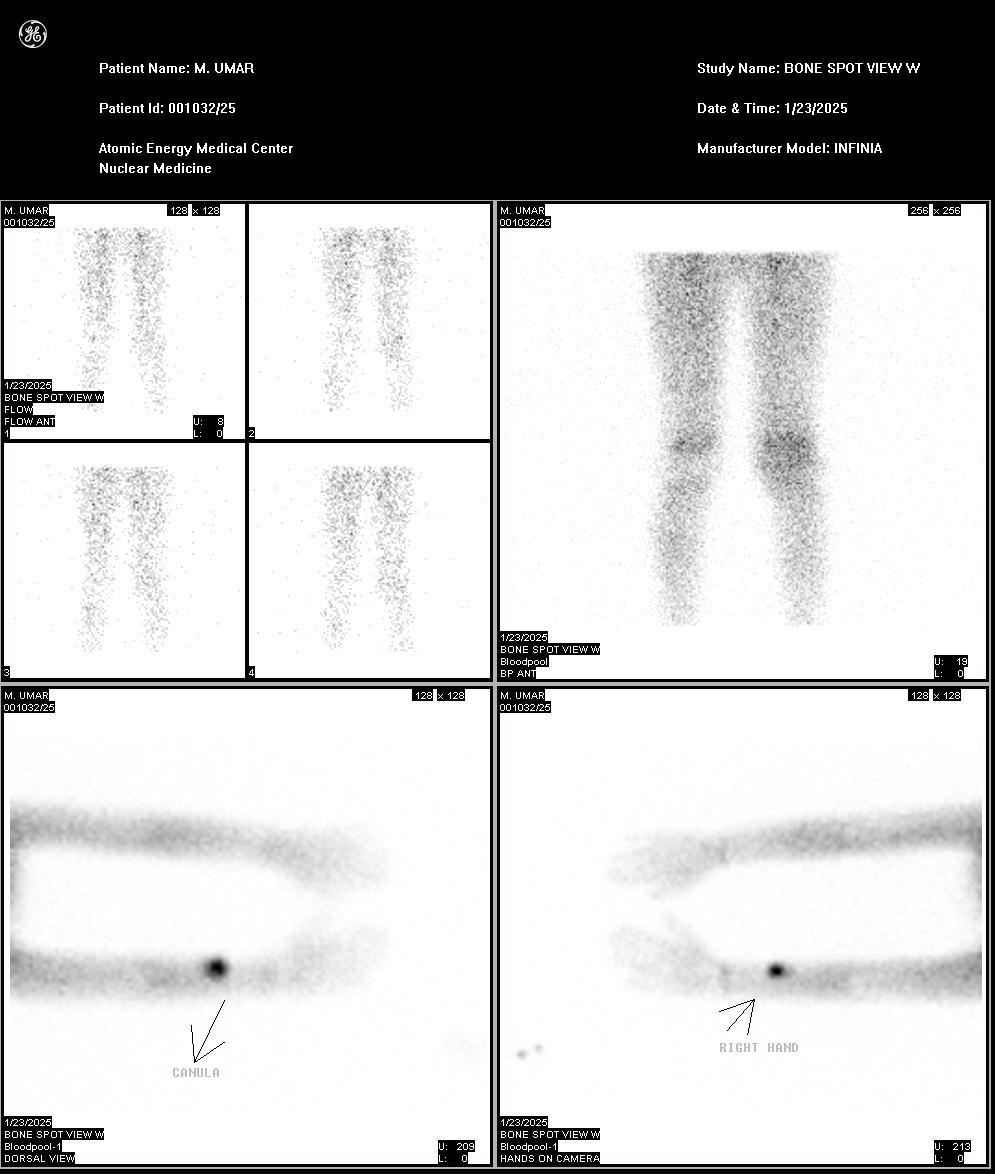 GE
Patient Name: M. UMAR
Study Name: BONE SPOT VIEW W
Patient Id: 001032/25
Date & Time: 1/23/2025
Atomic Energy Medical Center
Manufacturer Model: INFINIA
Nuclear Medicine
M. UMAR
128 x 128
001032/25
1/23/2025
BONE SPOT VIEW W
FLOW
FLOW ANT
U: 8
L: 0
1
2
3
4
M. UMAR
256 x 256
001032/25
1/23/2025
BONE SPOT VIEW W
Bloodpool
BP ANT
U: 19
L: 0
M. UMAR
128 x 128
001032/25
CANULA
1/23/2025
BONE SPOT VIEW W
Bloodpool-1
DORSAL VIEW
U: 209
L: 0
M. UMAR
128 x 128
001032/25
RIGHT HAND
1/23/2025
BONE SPOT VIEW W
Bloodpool-1
HANDS ON CAMERA
U: 213
L: 0